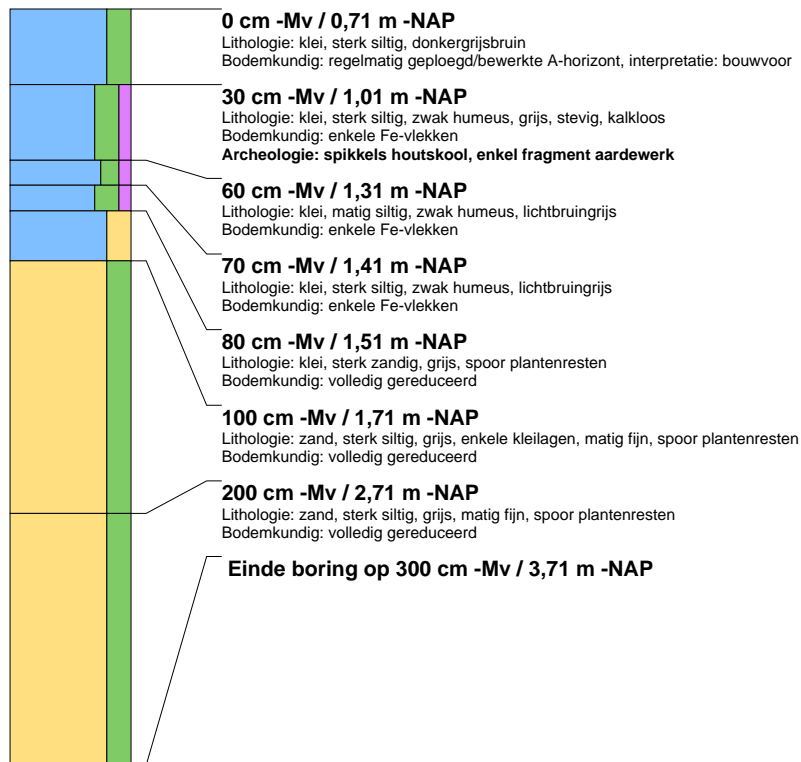 0 cm -Mv / 0,71 m -NAP
Lithologie: klei, sterk siltig, donkergrijsbruin
Bodemkundig: regelmatig geploegd/bewerkte A-horizont, interpretatie: bouwvoor
30 cm -Mv / 1,01 m -NAP
Lithologie: klei, sterk siltig, zwak humeus, grijs, stevig, kalkloos
Bodemkundig: enkele Fe-vlekken
Archeologie: spikkels houtskool, enkel fragment aardewerk
60 cm -Mv / 1,31 m -NAP
Lithologie: klei, matig siltig, zwak humeus, lichtbruingrijs
Bodemkundig: enkele Fe-vlekken
70 cm -Mv / 1,41 m -NAP
Lithologie: klei, sterk siltig, zwak humeus, lichtbruingrijs
Bodemkundig: enkele Fe-vlekken
80 cm -Mv / 1,51 m -NAP
Lithologie: klei, sterk zandig, grijs, spoor plantenresten
Bodemkundig: volledig gereduceerd
100 cm -Mv / 1,71 m -NAP
Lithologie: zand, sterk siltig, grijs, enkele kleilagen, matig fijn, spoor plantenresten
Bodemkundig: volledig gereduceerd
200 cm -Mv / 2,71 m -NAP
Lithologie: zand, sterk siltig, grijs, matig fijn, spoor plantenresten
Bodemkundig: volledig gereduceerd
Einde boring op 300 cm -Mv / 3,71 m -NAP